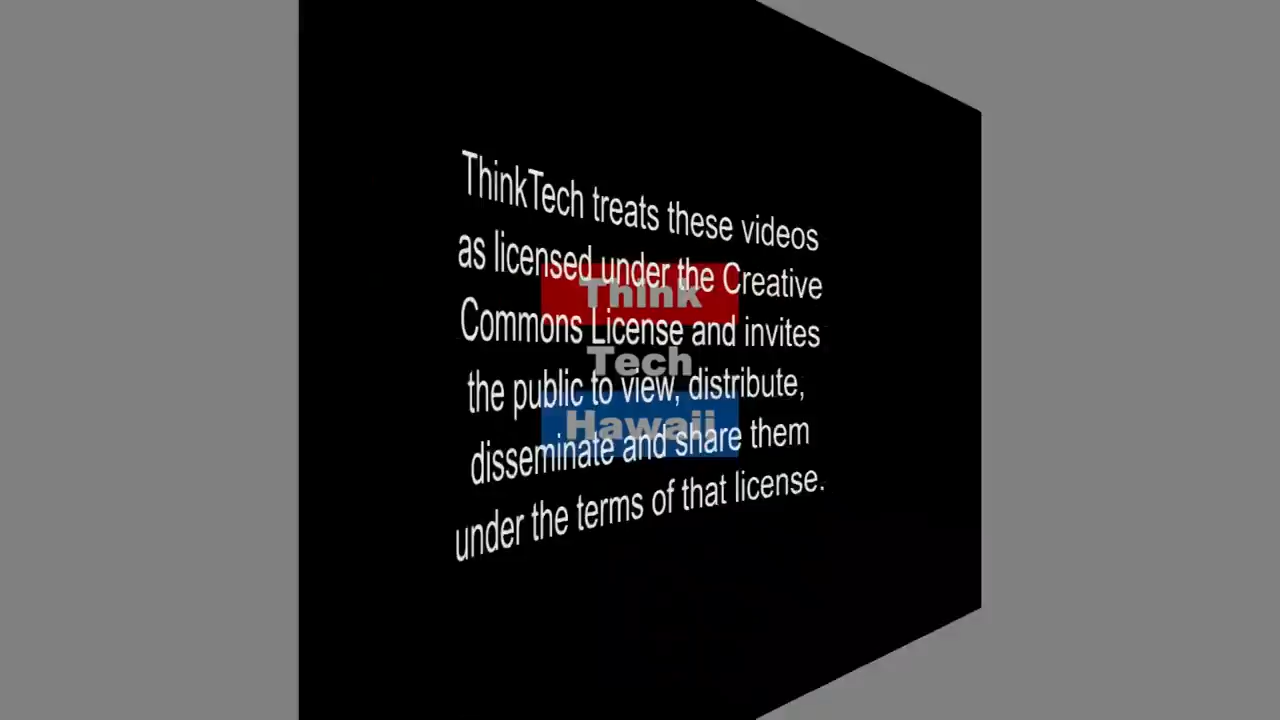 ThinkTech treats these videos
as licensed under the Creative
Commons License and invites
the public to view, distribute,
disseminate and share them
under the terms of that license.
Think
Tech
Hawaii